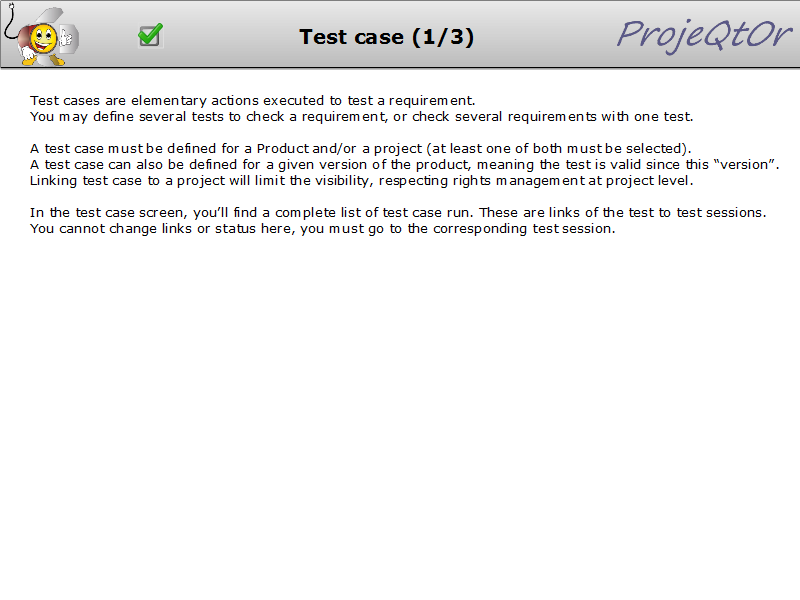 Test case (1/3)
ProjeQtOr
Test cases are elementary actions executed to test a requirement.
You may define several tests to check a requirement, or check several requirements with one test.
A test case must be defined for a Product and/or a project (at least one of both must be selected).
A test case can also be defined for a given version of the product, meaning the test is valid since this “version”.
Linking test case to a project will limit the visibility, respecting rights management at project level.
In the test case screen, you’ll find a complete list of test case run. These are links of the test to test sessions.
You cannot change links or status here, you must go to the corresponding test session.